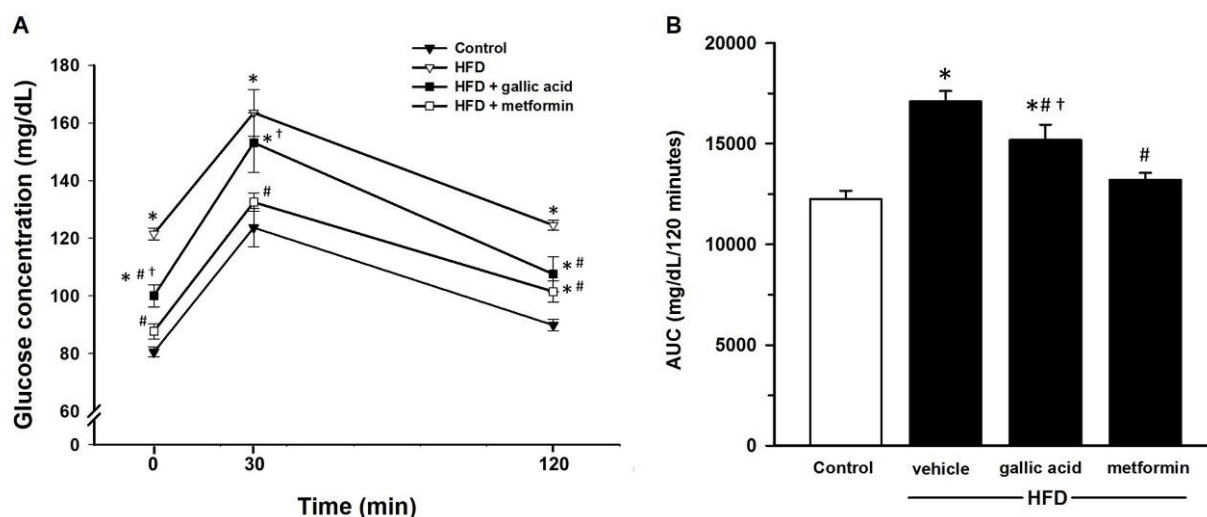 A
Control
HFD
HFD + gallic acid
HFD + metformin
Glucose concentration (mg/dL)
180
160
140
120
100
80
60
0
*
*
* # †
#
*
* †
#
*
* #
* #
0
30
120
Time (min)
B
AUC (mg/dL/120 minutes)
20000
15000
10000
5000
0
*
*# †
#
Control
vehicle
gallic acid
metformin
HFD